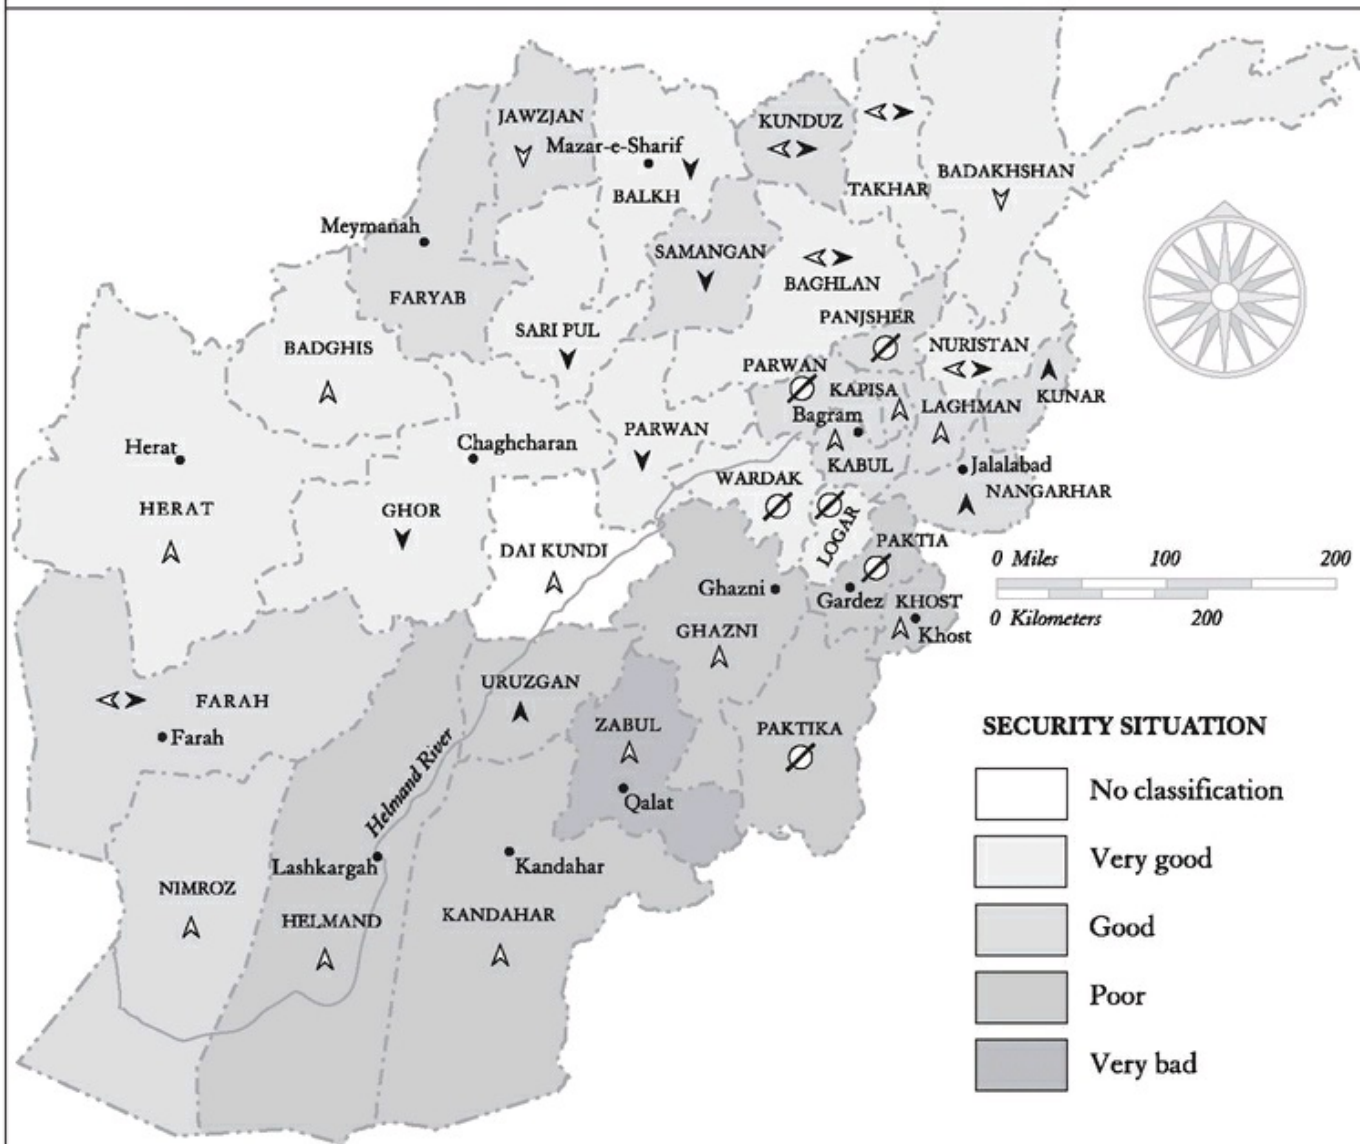 JAWZJAN
Mazar-e-Sharif
BALKH
KUNDUZ
TAKHAR
BADAKHSHAN
Meymanah
FARYAB
SAMANGAN
BAGHLAN
SARI PUL
BADGHIS
PANJSHER
NURISTAN
PARWAN
KAPISA
KUNAR
LAGHMAN
Bagram
Herat
Chaghcharan
PARWAN
KABUL
Jalalabad
NANGARHAR
WARDAK
HERAT
GHOR
LOGAR
DAI KUNDI
PAKTIA
0 Miles 100 200
0 Kilometers 200
Ghazni
Gardez
KHOST
Khost
GHAZNI
URUZGAN
FARAH
Farah
ZABUL
PAKTIKA
Helmand River
Qalat
Lashkargah
Kandahar
NIMROZ
HELMAND
KANDAHAR
SECURITY SITUATION
No classification
Very good
Good
Poor
Very bad